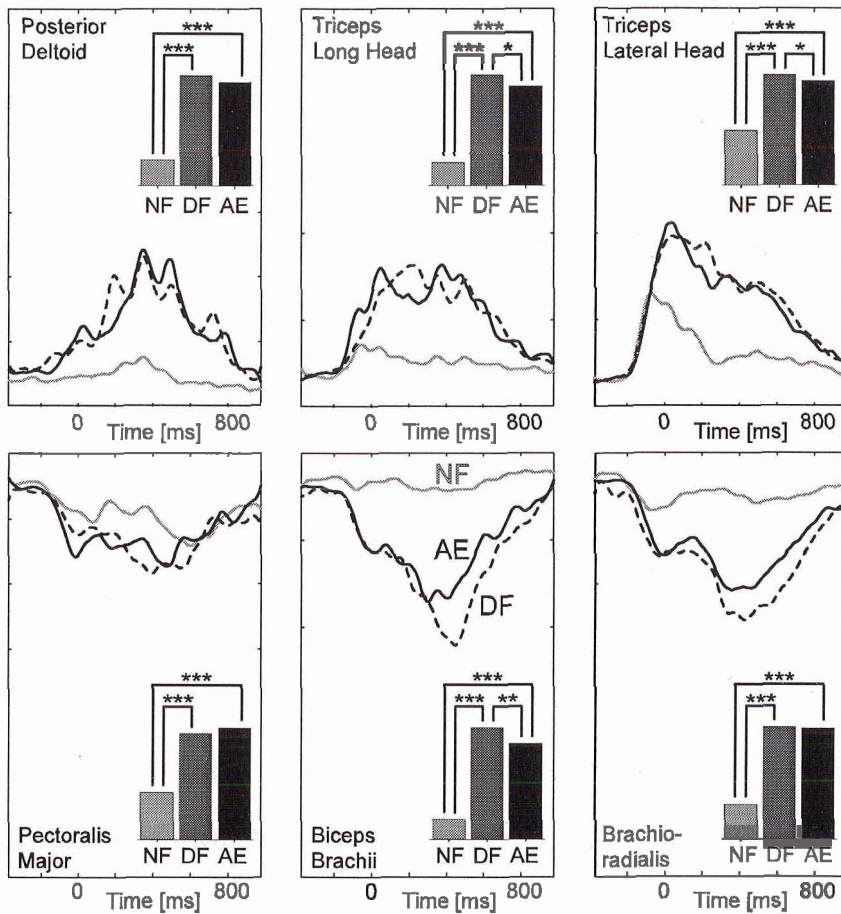 Posterior
Deltoid
***
***
NF DF AE
0 800
Time [ms]
Triceps
Long Head
***
*** *
NF DF AE
0 800
Time [ms]
Triceps
Lateral Head
***
*** *
NF DF AE
0 800
Time [ms]
***
***
Pectoralis
Major
NF DF AE
0 800
Time [ms]
NF
AE
DF
***
*** **
Biceps
Brachii
NF DF AE
0 800
Time [ms]
***
***
Brachio-
radialis
NF DF AE
0 800
Time [ms]